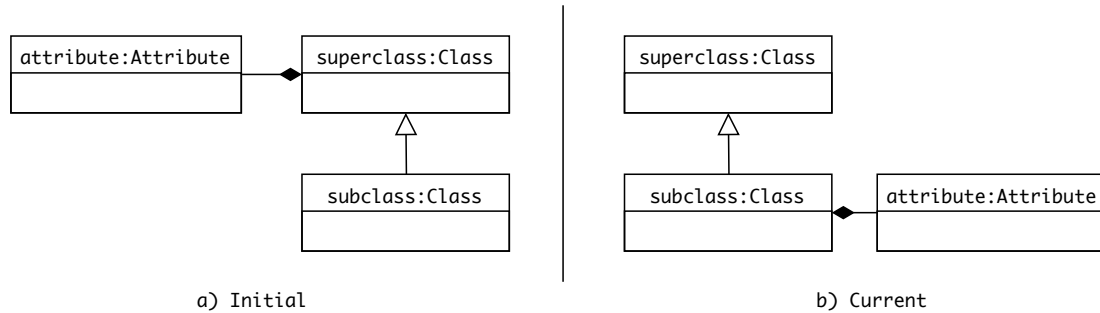 attribute:Attribute
superclass:Class
subclass:Class
a) Initial
superclass:Class
subclass:Class
attribute:Attribute
b) Current